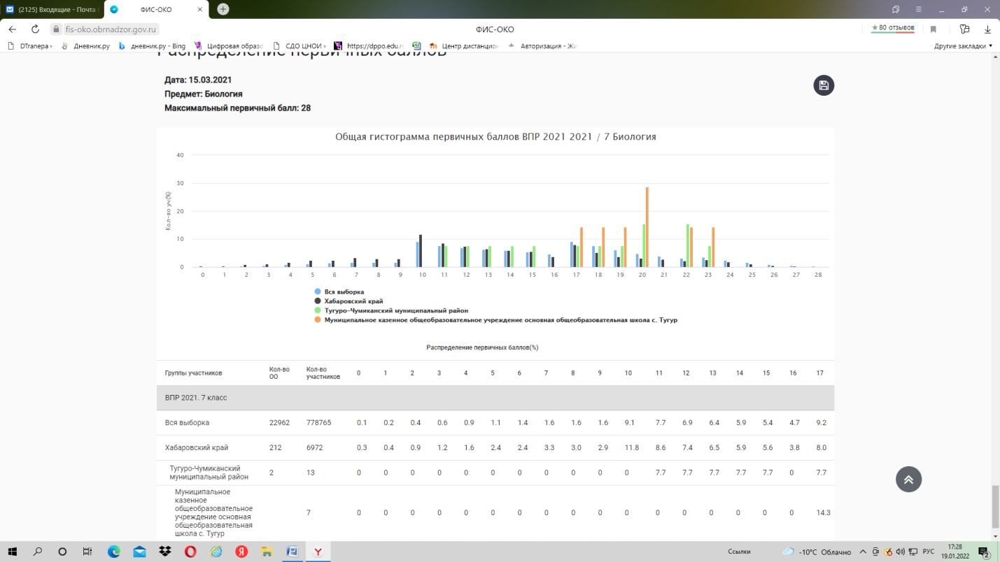 (2125) Входящие - Почта
ФИС-ОКО
fis-oko.obrnadzor.gov.ru
ФИС-ОКО
★ 80 отзывов
DTranepa ›
Дневник.ру
дневник.ру - Bing
Цифровая образо
СДО ЦНОИ ›
https://dppo.edu.ru
Центр дистанцион
Авторизация - Жи
Другие закладки
Распределение первичных баллов
Дата: 15.03.2021
Предмет: Биология
Максимальный первичный балл: 28
Общая гистограмма первичных баллов ВПР 2021 2021 / 7 Биология
40
30
20
10
0
Кол-во уч(%)
0 1 2 3 4 5 6 7 8 9 10 11 12 13 14 15 16 17 18 19 20 21 22 23 24 25 26 27 28
Вся выборка
Хабаровский край
Тугуро-Чумиканский муниципальный район
Муниципальное казенное общеобразовательное учреждение основная общеобразовательная школа с. Тугур
Распределение первичных баллов(%)
Группы участников Кол-во ОО Кол-во участников 0 1 2 3 4 5 6 7 8 9 10 11 12 13 14 15 16 17
ВПР 2021. 7 класс
Вся выборка 22962 778765 0.1 0.2 0.4 0.6 0.9 1.1 1.4 1.6 1.6 1.6 9.1 7.7 6.9 6.4 5.9 5.4 4.7 9.2
Хабаровский край 212 6972 0.3 0.4 0.9 1.2 1.6 2.4 2.4 3.3 3.0 2.9 11.8 8.6 7.4 6.5 5.9 5.6 3.8 8.0
Тугуро-Чумиканский
муниципальный район 2 13 0 0 0 0 0 0 0 0 0 0 0 7.7 7.7 7.7 7.7 7.7 0 7.7
Муниципальное
казенное
общеобразовательное
учреждение основная 7 0 0 0 0 0 0 0 0 0 0 0 0 0 0 0 0 0 14.3
общеобразовательная
школа с. Тугур
Ссылки
-10°C Облачно
РУС
17:28
19.01.2022
2